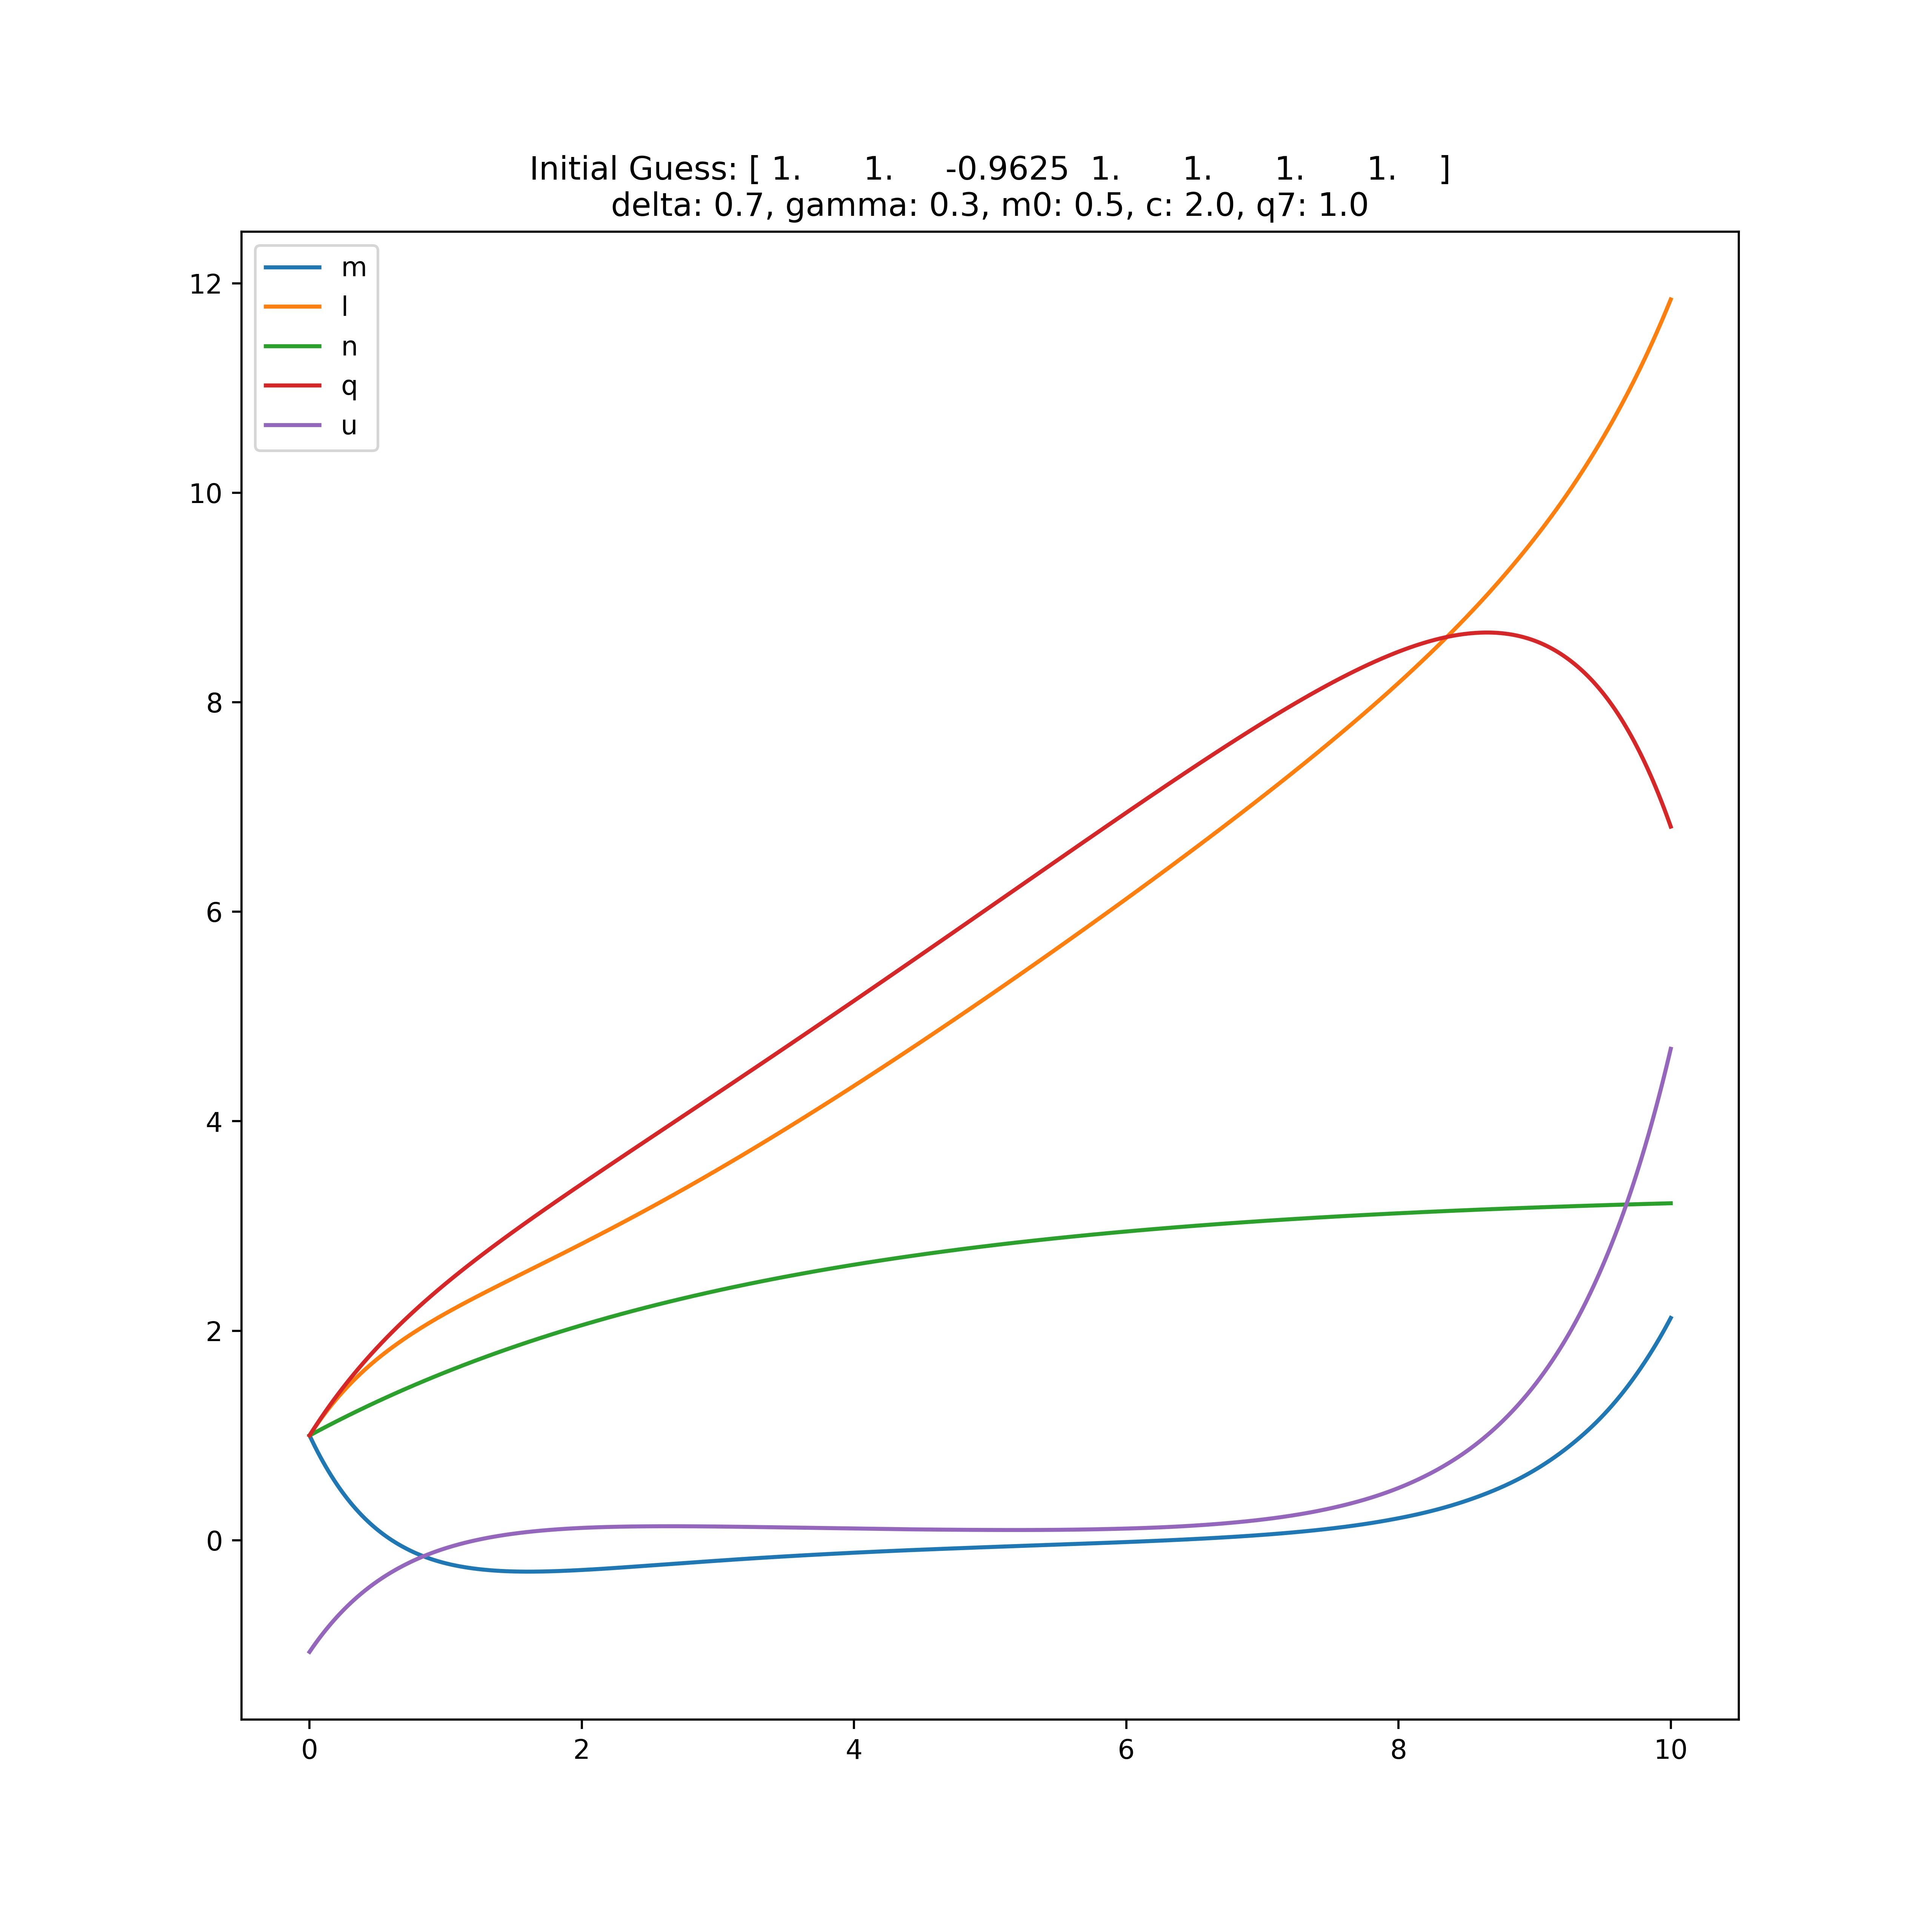 Initial Guess: [ 1. 1. -0.9625 1. 1. 1. 1. ]
delta: 0.7, gamma: 0.3, m0: 0.5, c: 2.0, q7: 1.0
m
l
n
q
u
12
10
8
6
4
2
0
0 2 4 6 8 10